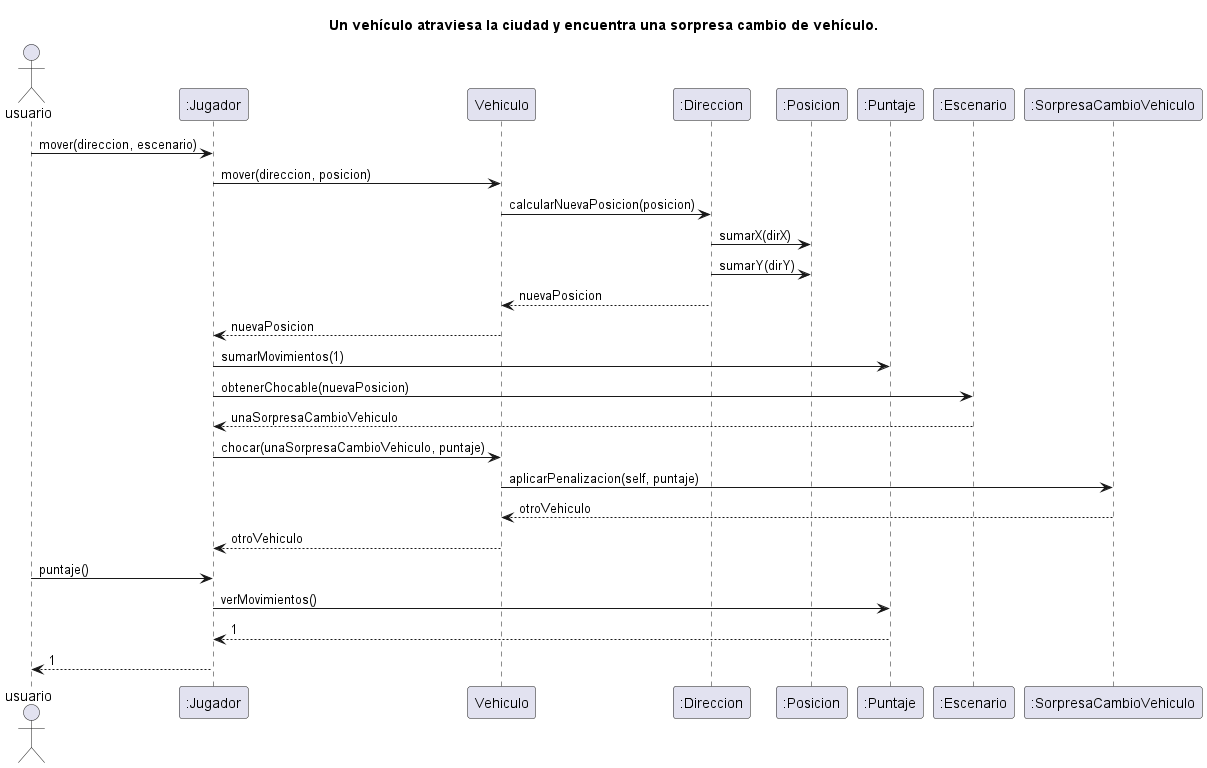 Un vehículo atraviesa la ciudad y encuentra una sorpresa cambio de vehículo.
usuario
:Jugador
Vehiculo
:Direccion
:Posicion
:Puntaje
:Escenario
:SorpresaCambioVehiculo
mover(direccion, escenario)
mover(direccion, posicion)
calcularNuevaPosicion(posicion)
sumarX(dirX)
sumarY(dirY)
nuevaPosicion
nuevaPosicion
sumarMovimientos(1)
obtenerChocable(nuevaPosicion)
unaSorpresaCambioVehiculo
chocar(unaSorpresaCambioVehiculo, puntaje)
aplicarPenalizacion(self, puntaje)
otroVehiculo
otroVehiculo
puntaje()
verMovimientos()
1
1
usuario
:Jugador
Vehiculo
:Direccion
:Posicion
:Puntaje
:Escenario
:SorpresaCambioVehiculo